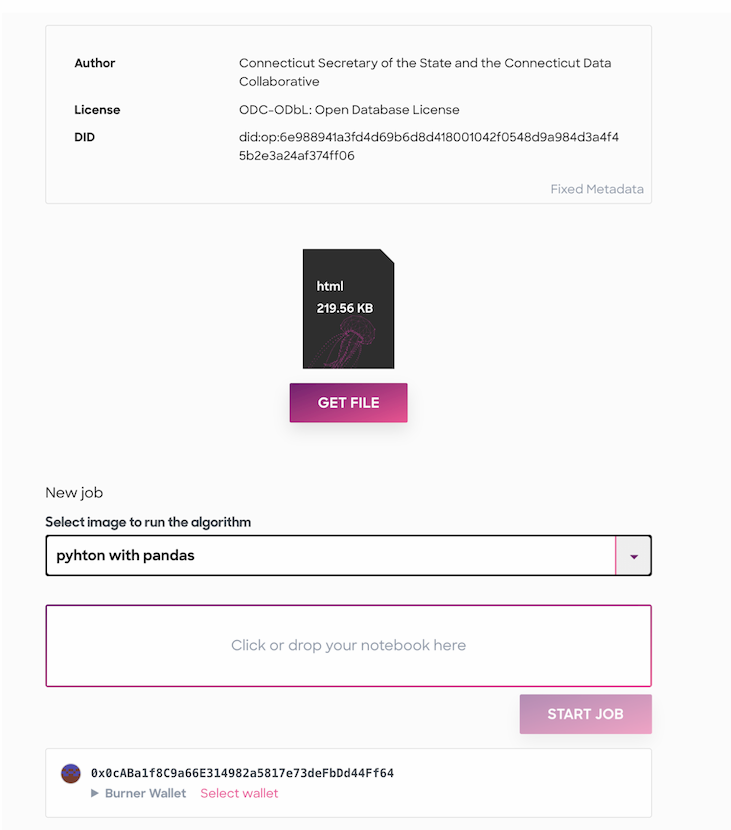 Author
Connecticut Secretary of the State and the Connecticut Data
Collaborative
License
ODC-ODbL: Open Database License
DID
did:op:6e988941a3fd4d69b6d8d418001042f0548d9a984d3a4f4
5b2e3a24af374ff06
Fixed Metadata
html
219.56 KB
GET FILE
New job
Select image to run the algorithm
pyhton with pandas
Click or drop your notebook here
START JOB
0x0cABa1f8C9a66E314982a5817e73deFbDd44Ff64
Burner Wallet Select wallet